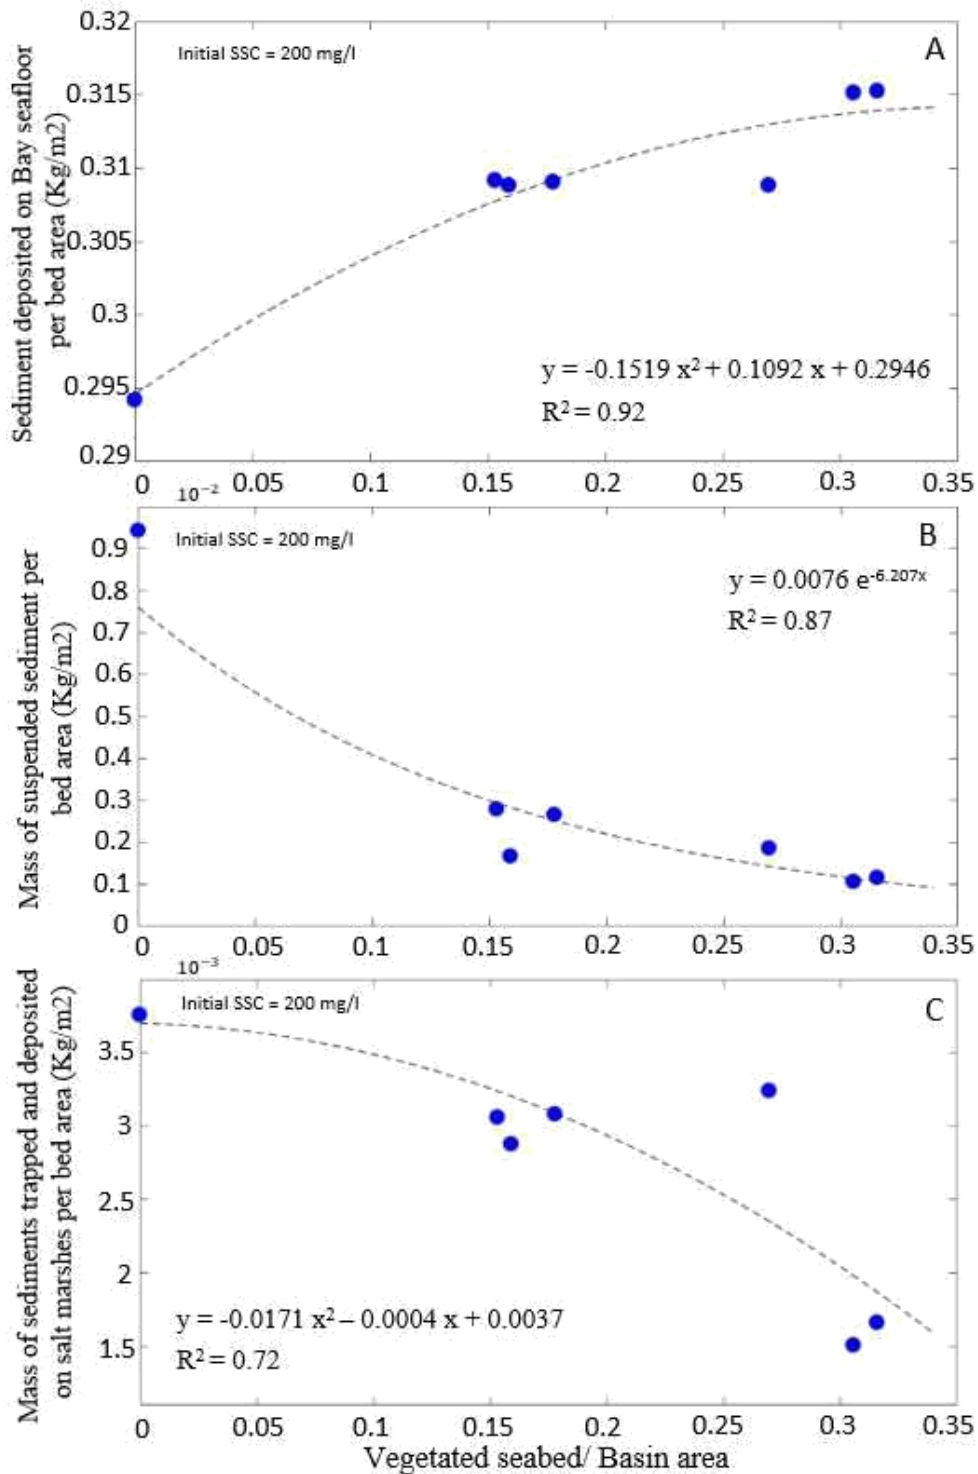 0.32
Initial SSC = 200 mg/l
A
0.315
0.31
0.305
0.3
0.295
0.29
Sediment deposited on Bay seafloor
per bed area (Kg/m2)
y = -0.1519 x² + 0.1092 x + 0.2946
R² = 0.92
0 0.05 0.1 0.15 0.2 0.25 0.3 0.35
10⁻²
Initial SSC = 200 mg/l
B
0.9
0.8
0.7
0.6
0.5
0.4
0.3
0.2
0.1
0
Mass of suspended sediment per
bed area (Kg/m2)
y = 0.0076 e^-6.207x
R² = 0.87
0 0.05 0.1 0.15 0.2 0.25 0.3 0.35
10⁻³
Initial SSC = 200 mg/l
C
3.5
3
2.5
2
1.5
Mass of sediments trapped and deposited
on salt marshes per bed area (Kg/m2)
y = -0.0171 x² – 0.0004 x + 0.0037
R² = 0.72
0 0.05 0.1 0.15 0.2 0.25 0.3 0.35
Vegetated seabed/ Basin area